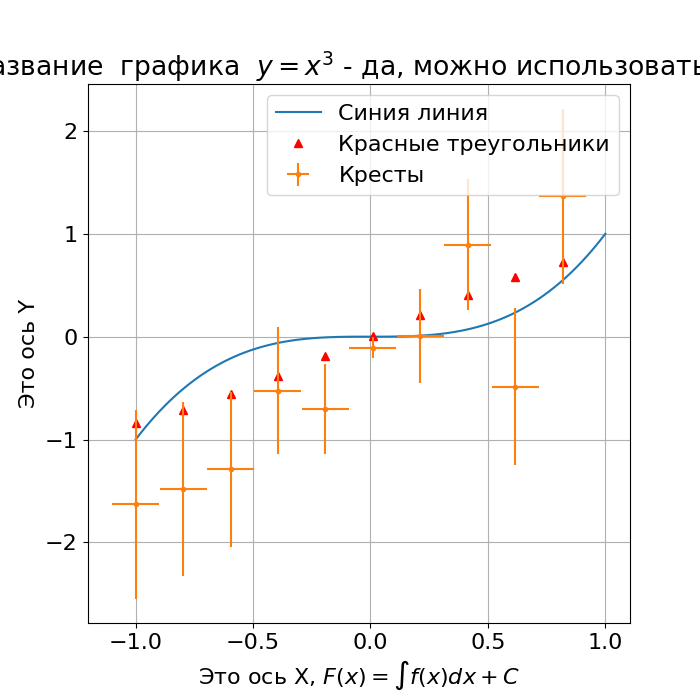 азвание графика y = x³ - да, можно использовать
Синия линия
Красные треугольники
Кресты
2
1
0
−1
−2
Это ось Y
−1.0 −0.5 0.0 0.5 1.0
Это ось X, F(x) = ∫f(x)dx + C